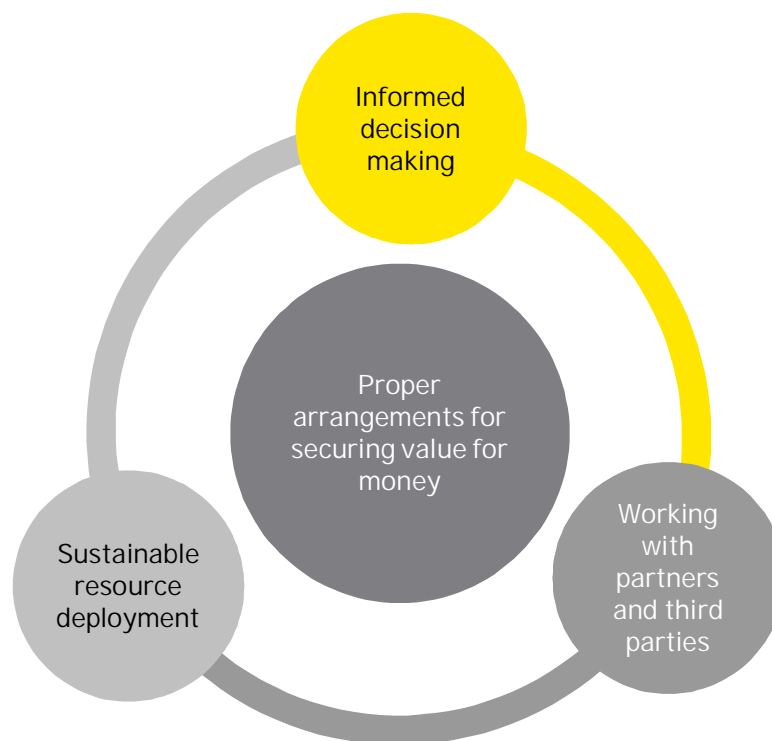 Informed
decision
making
Proper
arrangements for
securing value for
money
Sustainable
resource
deployment
Working
with
partners
and third
parties